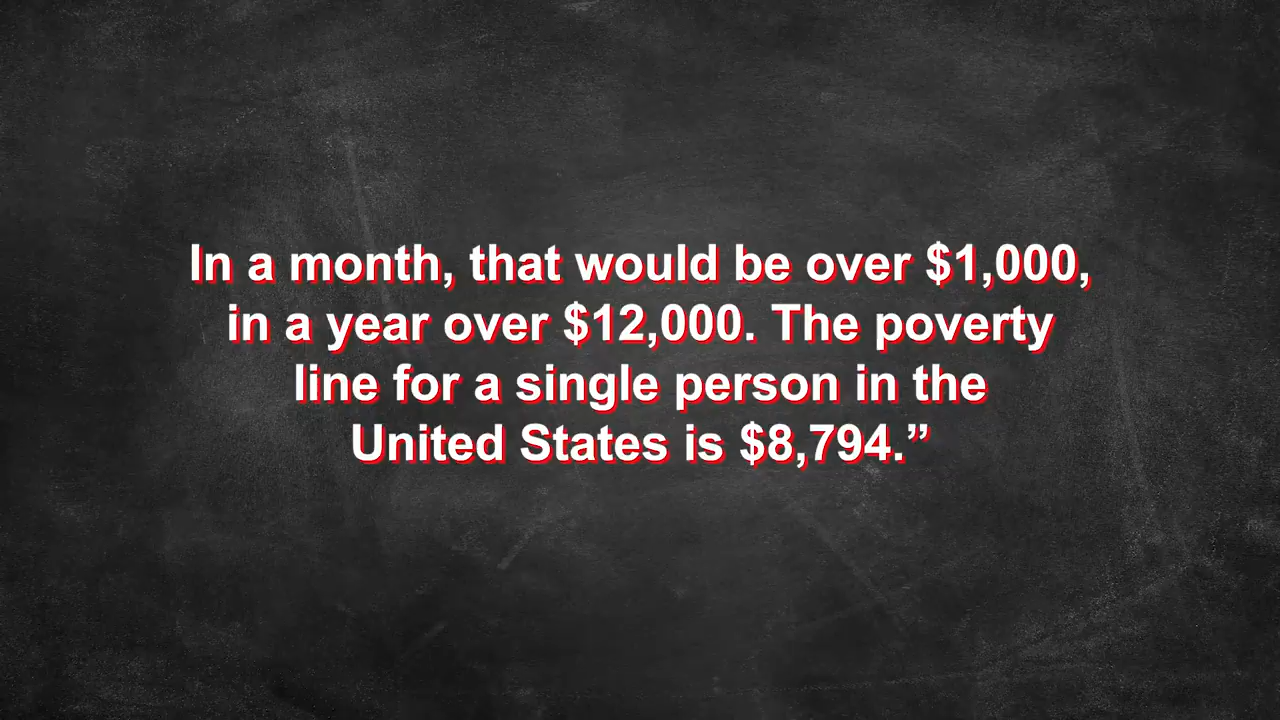 In a month, that would be over $1,000,
in a year over $12,000. The poverty
line for a single person in the
United States is $8,794.”